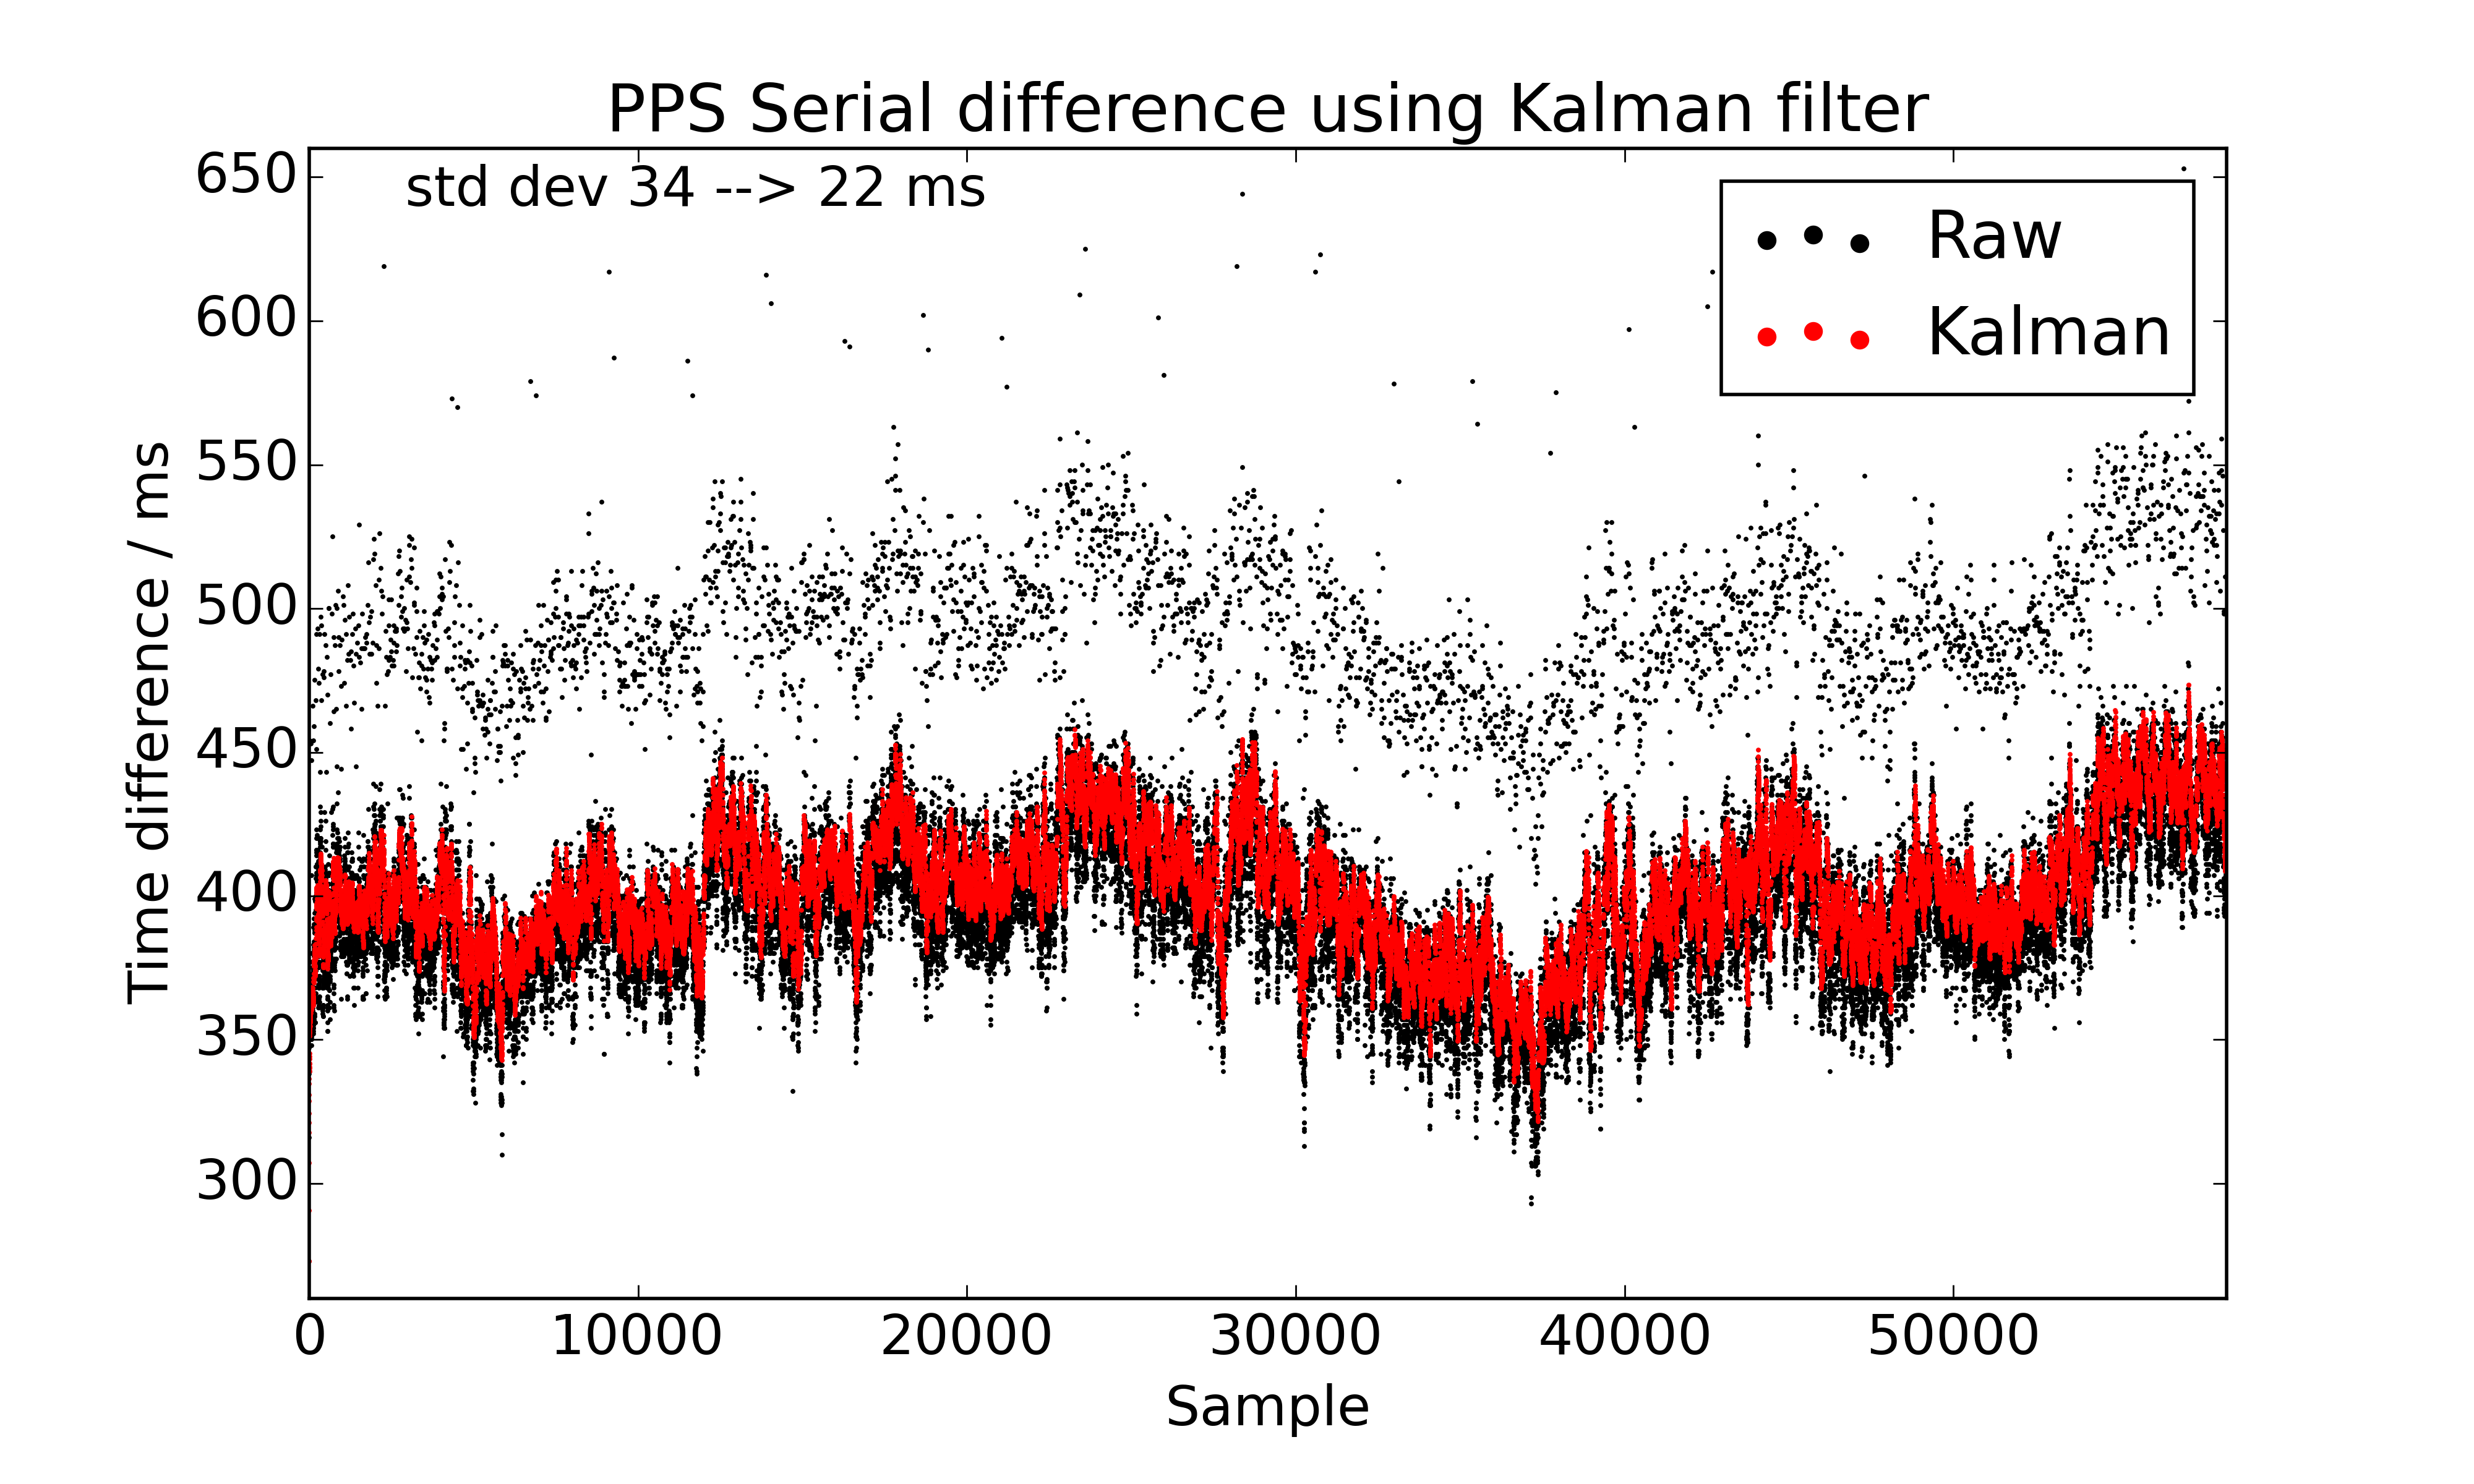 PPS Serial difference using Kalman filter
std dev 34 --> 22 ms
Raw
Kalman
Time difference / ms
650
600
550
500
450
400
350
300
0 10000 20000 30000 40000 50000
Sample